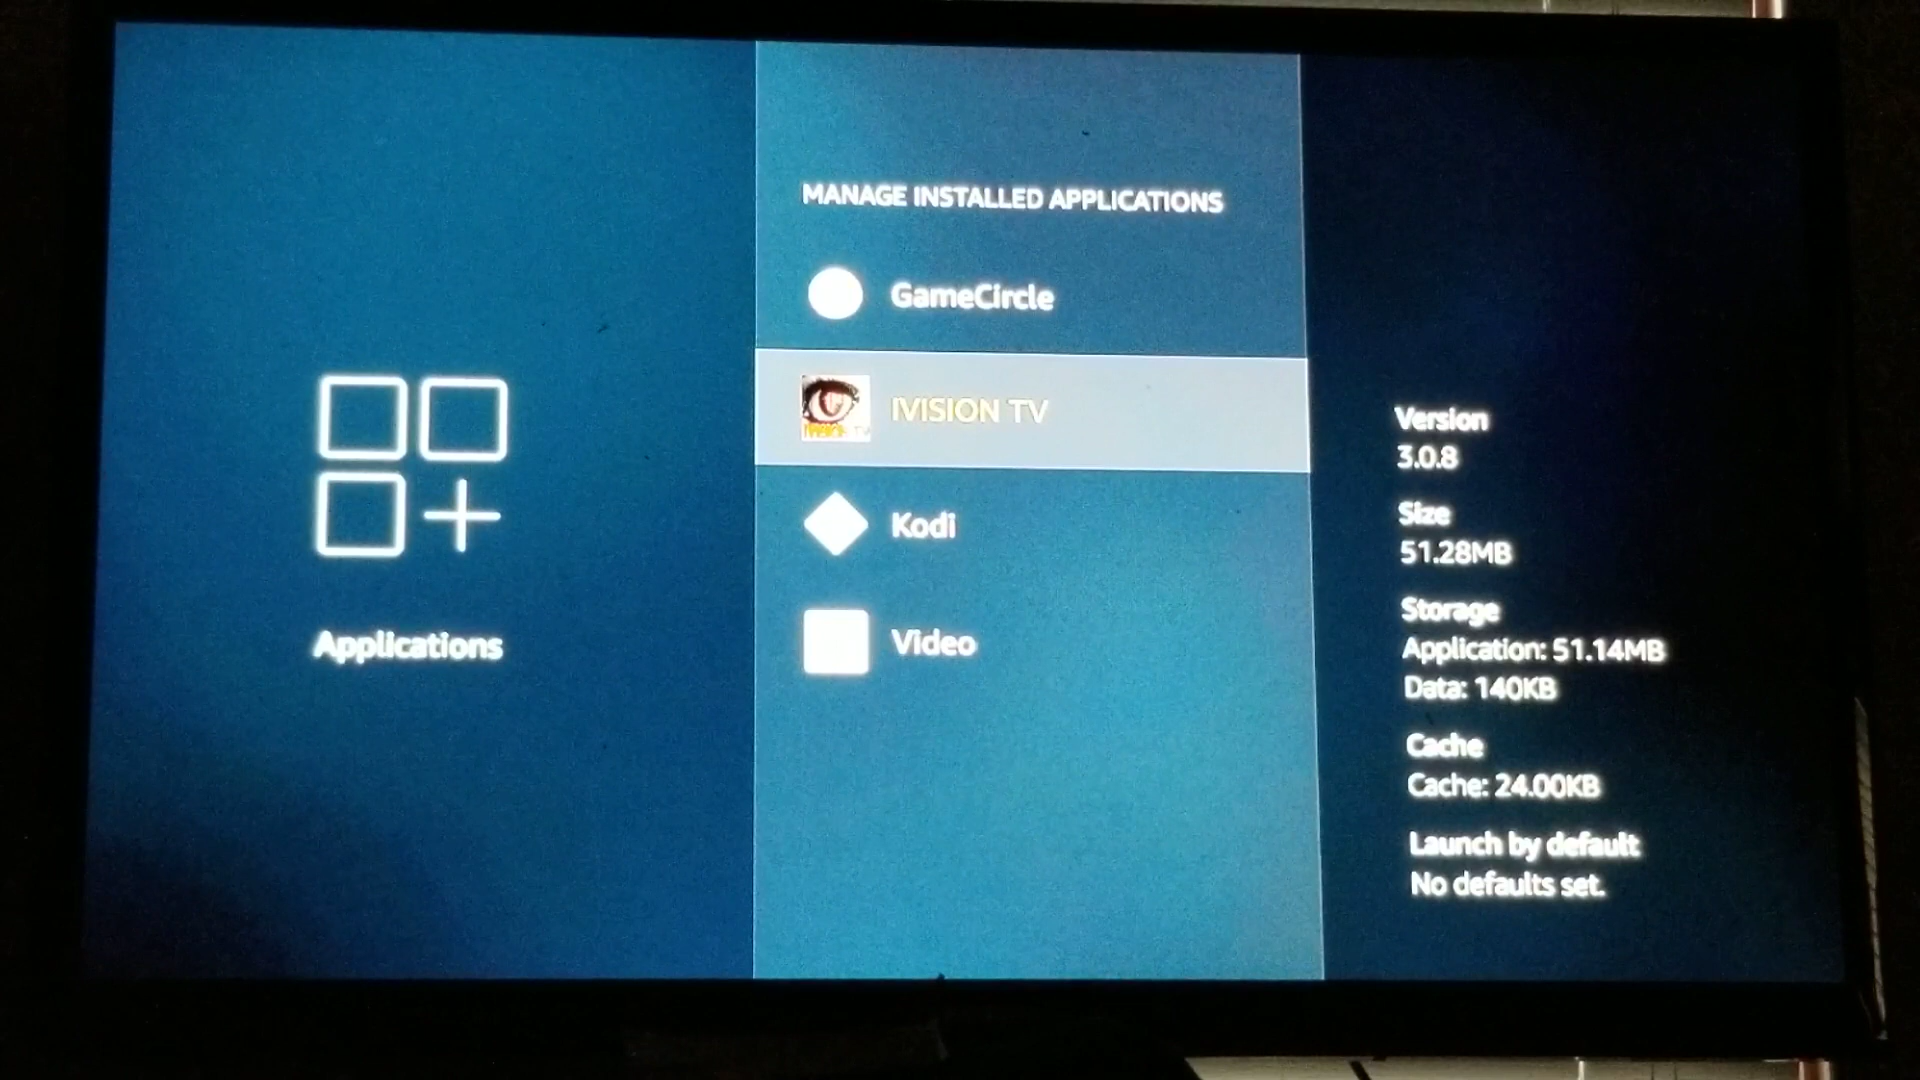 MANAGE INSTALLED APPLICATIONS
GameCircle
IVISION TV
Kodi
Video
Applications
Version
3.0.8
Size
51.28MB
Storage
Application: 51.14MB
Data: 140KB
Cache
Cache: 24.00KB
Launch by default
No defaults set.